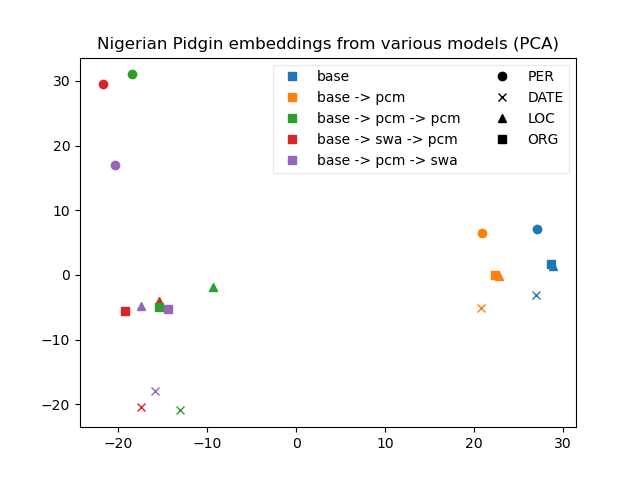 Nigerian Pidgin embeddings from various models (PCA)
30
20
10
0
−10
−20
−20
−10
0
10
20
30
base
base -> pcm
base -> pcm -> pcm
base -> swa -> pcm
base -> pcm -> swa
PER
DATE
LOC
ORG